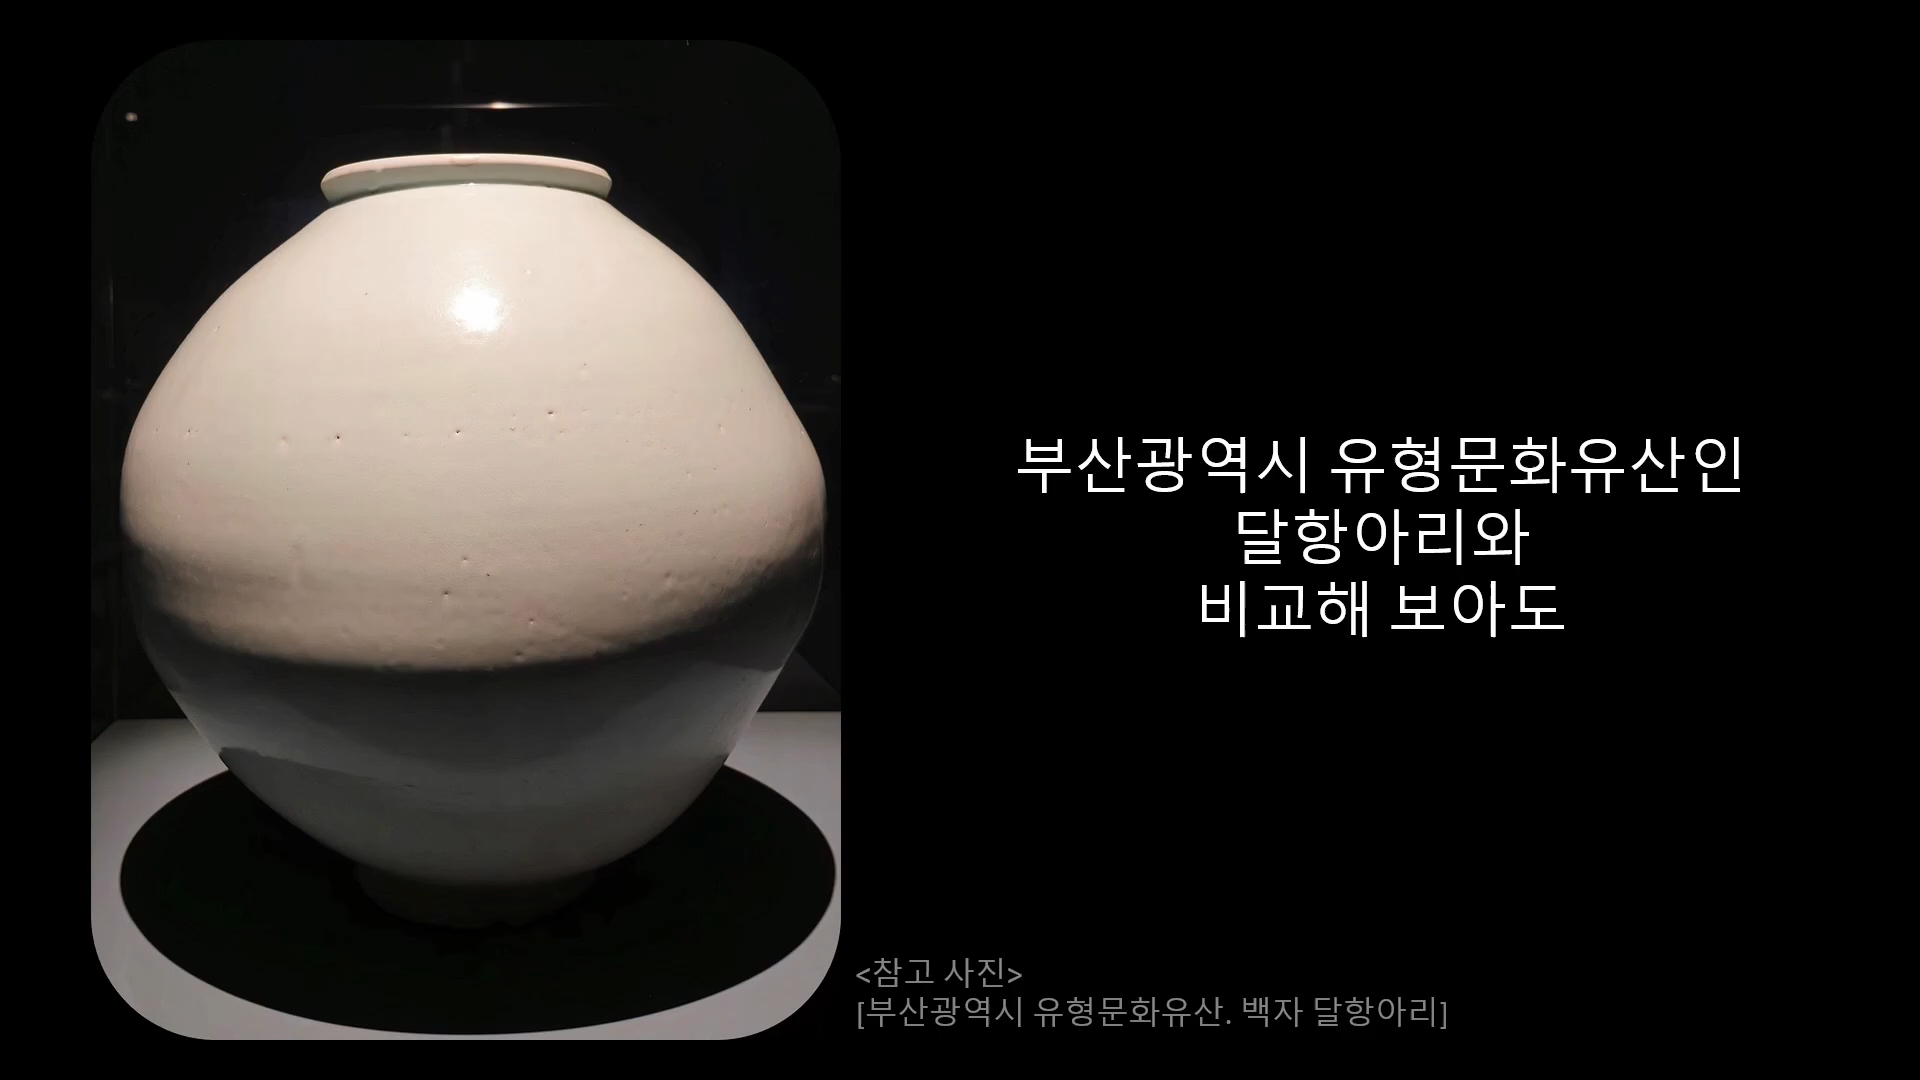 부산광역시 유형문화유산인
달항아리와
비교해 보아도
<참고 사진>
[부산광역시 유형문화유산. 백자 달항아리]